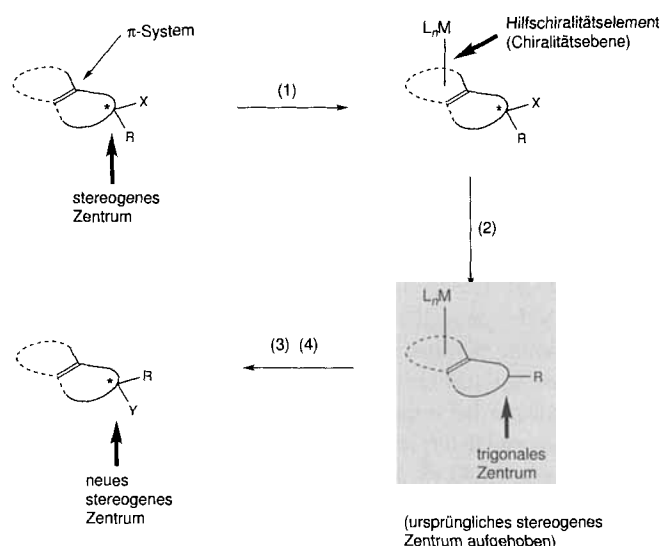 π-System
* X
R
stereogenes
Zentrum
(1)
LnM
Hilfschiralitätselement
(Chiralitätsebene)
* X
R
(2)
LnM
R
trigonales
Zentrum
(ursprüngliches stereogenes
Zentrum aufgehoben)
(3) (4)
* R
Y
neues
stereogenes
Zentrum